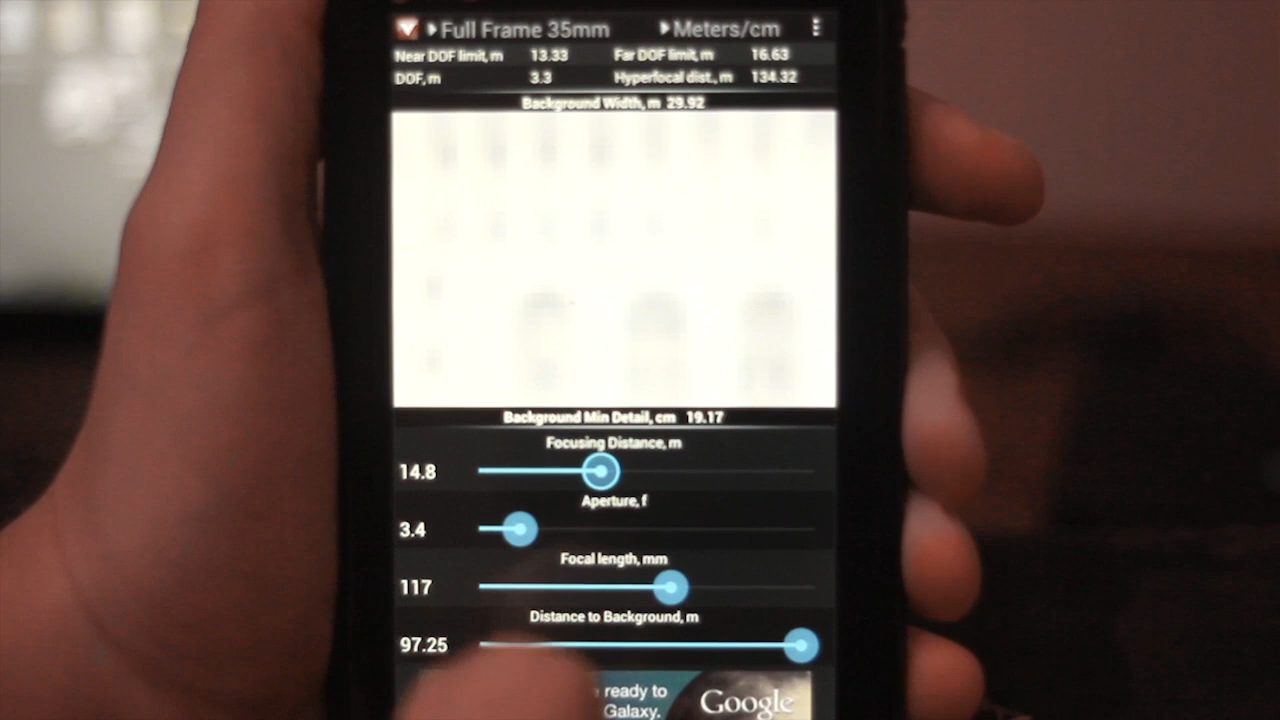 Full Frame 35mm Meters/cm
Near DOF limit, m 13.33 Far DOF limit, m 16.63
DOF, m 3.3 Hyperfocal dist., m 134.32
Background Width, m 29.92
Background Min Detail, cm 19.17
Focusing Distance, m
14.8
Aperture, f
3.4
Focal length, mm
117
Distance to Background, m
97.25
ready to
Galaxy.
Google